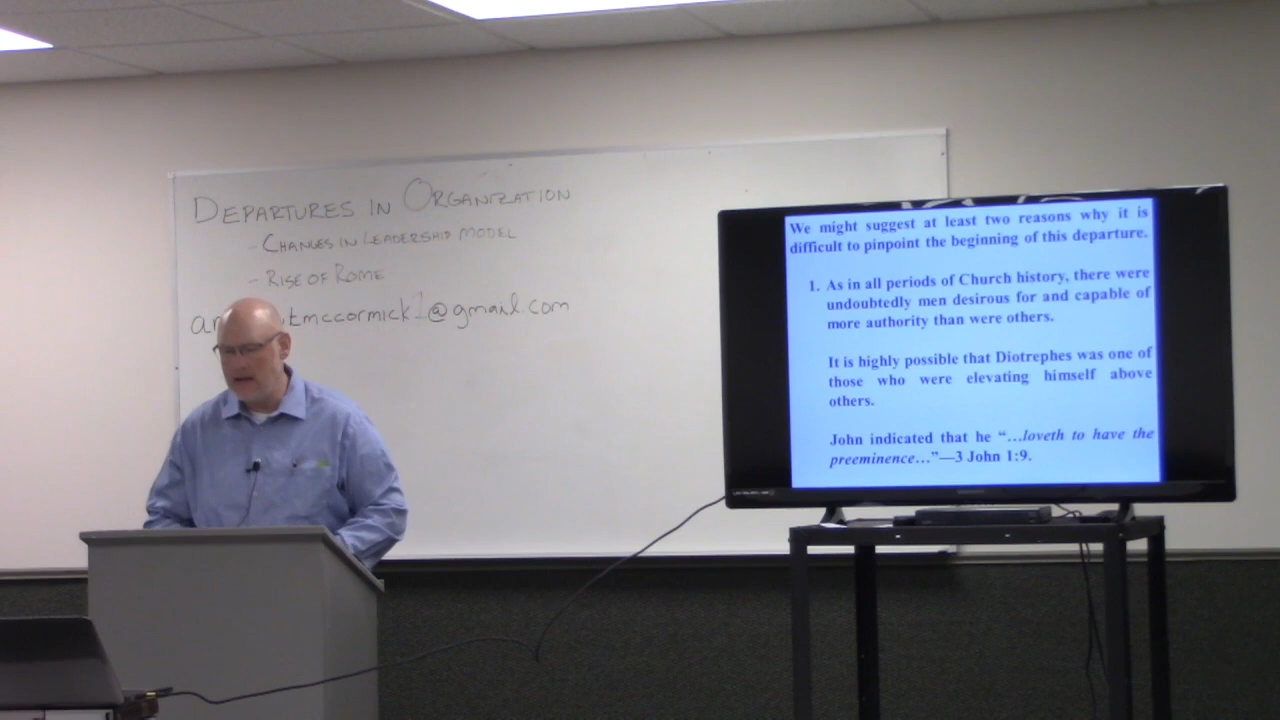 DEPARTURES IN ORGANIZATION
- CHANGES IN LEADERSHIP MODEL
- RISE OF ROME
tmccormick1@gmail.com
We might suggest at least two reasons why it is
difficult to pinpoint the beginning of this departure.
1. As in all periods of Church history, there were
undoubtedly men desirous for and capable of
more authority than were others.
It is highly possible that Diotrephes was one of
those who were elevating himself above
others.
John indicated that he “…loveth to have the
preeminence…”—3 John 1:9.